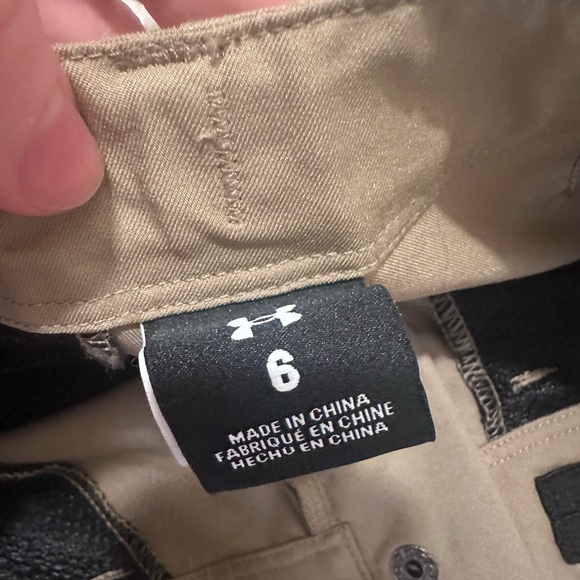 6
MADE IN CHINA
FABRIQUÉ EN CHINE
HECHO EN CHINA